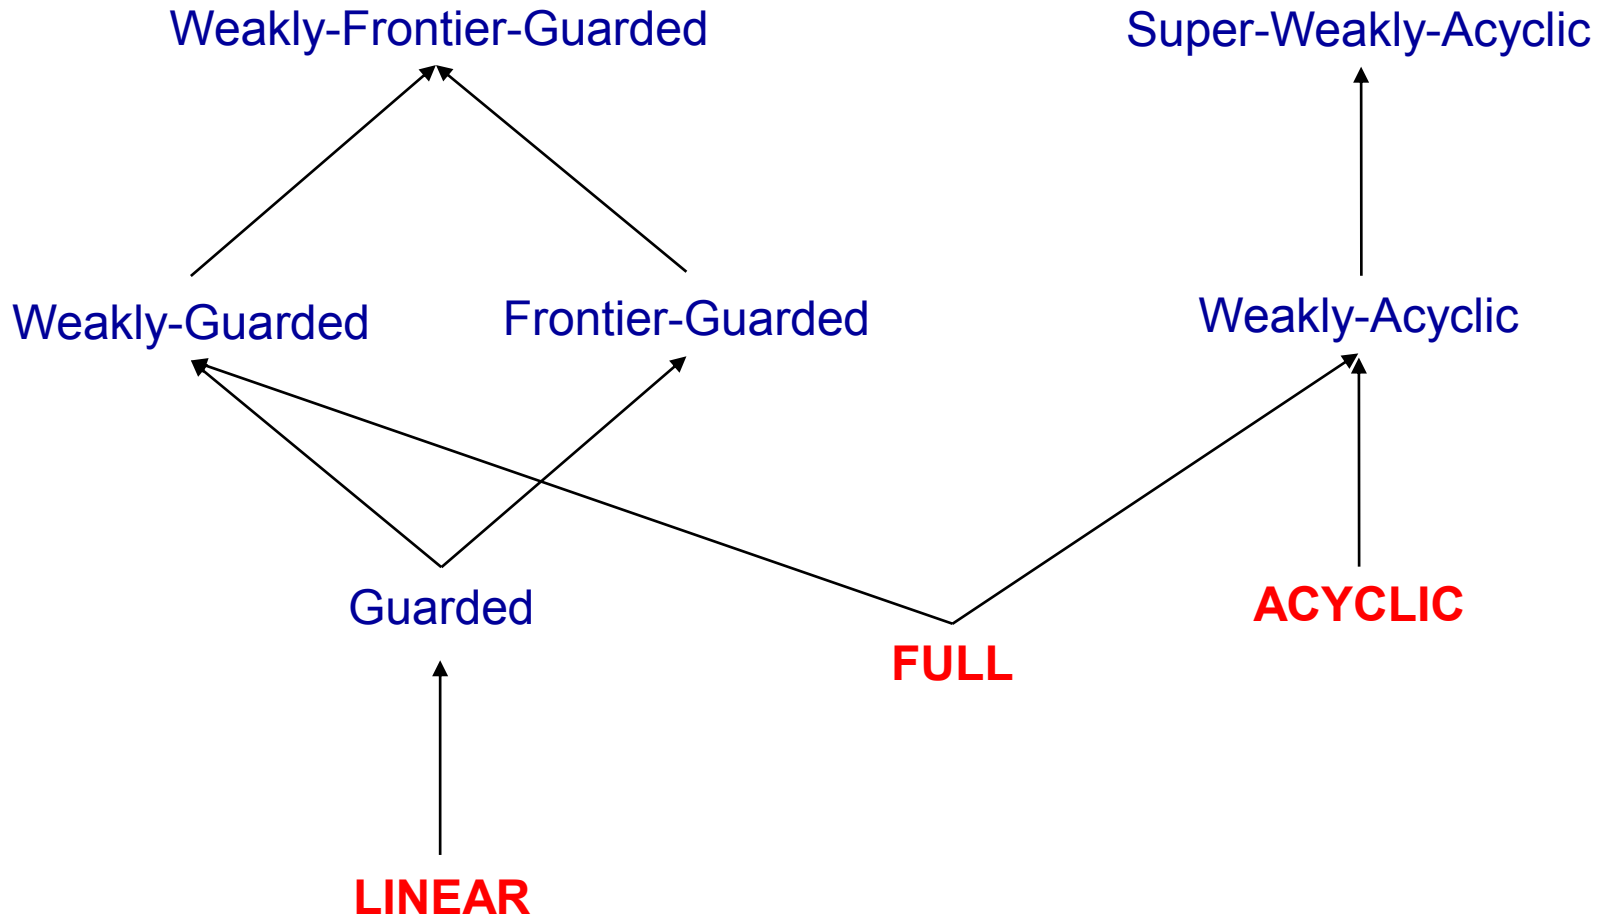 Weakly-Frontier-Guarded
Super-Weakly-Acyclic
Weakly-Guarded
Frontier-Guarded
Weakly-Acyclic
Guarded
ACYCLIC
FULL
LINEAR